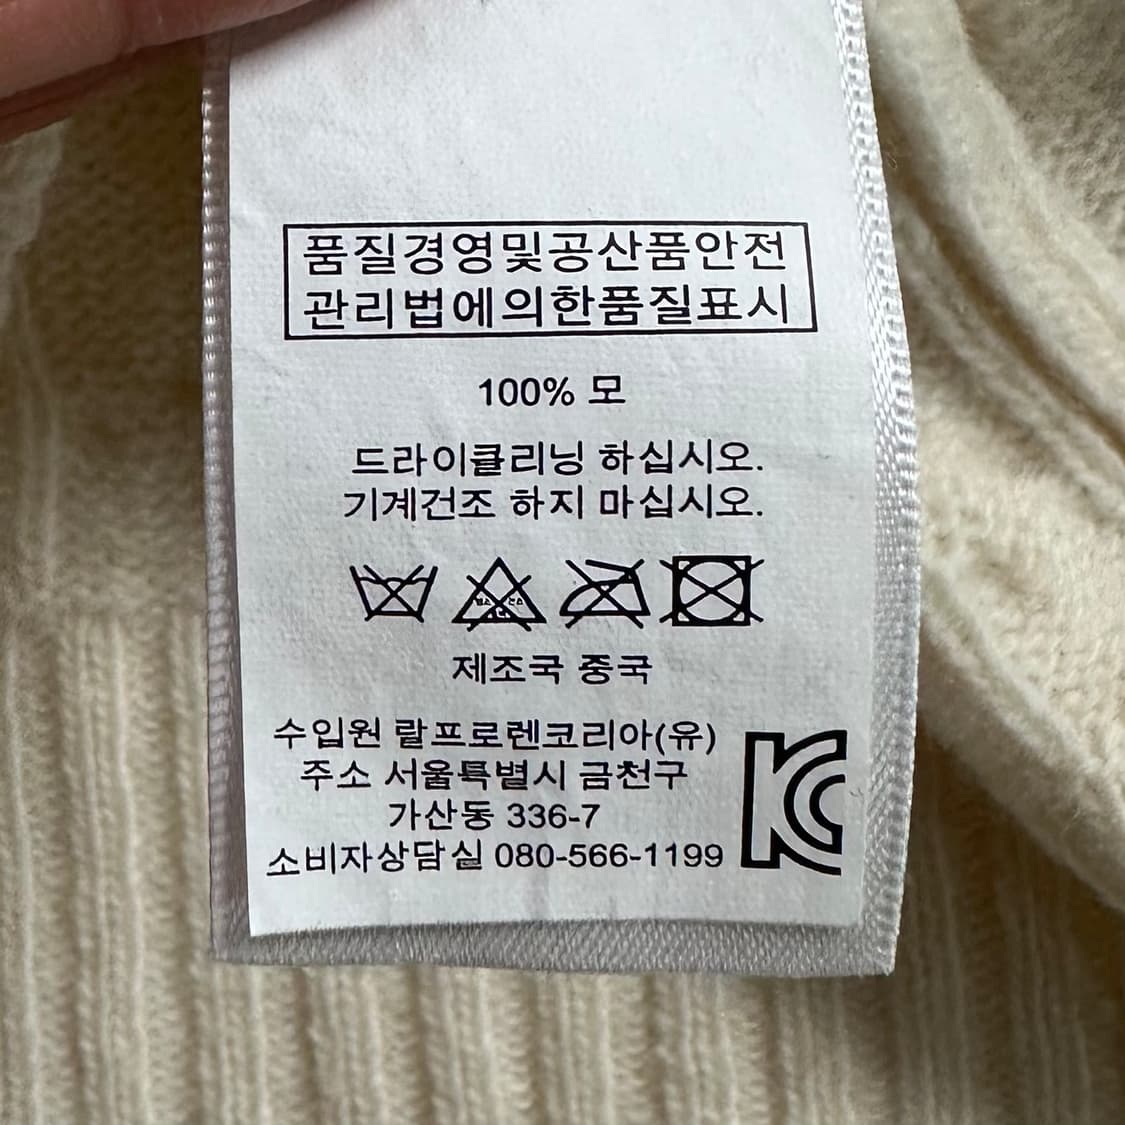 품질경영및공산품안전
관리법에의한품질표시
100% 모
드라이클리닝 하십시오.
기계건조 하지 마십시오.
제조국 중국
수입원 랄프로렌코리아(유)
주소 서울특별시 금천구
가산동 336-7
소비자상담실 080-566-1199
KC